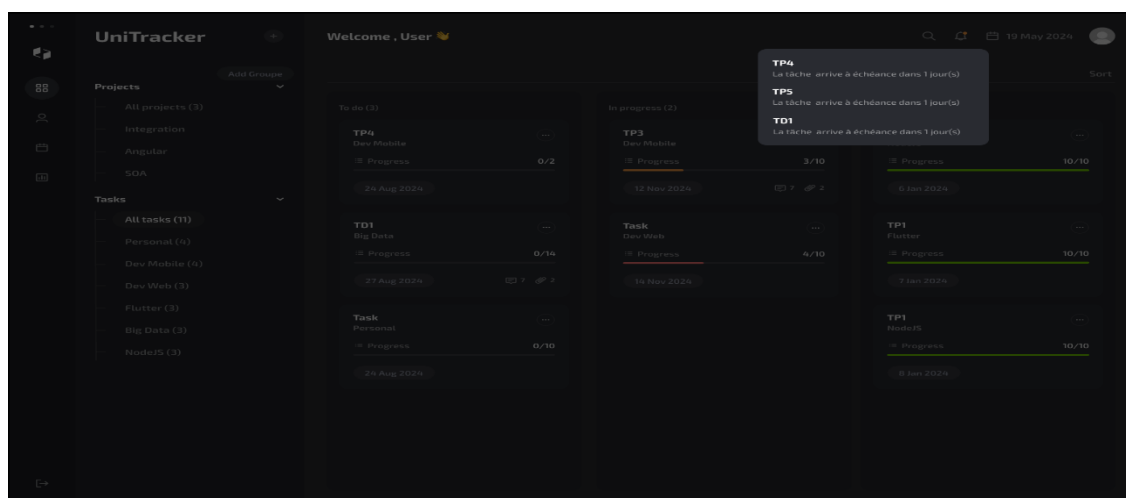 UniTracker
+
Welcome , User
19 May 2024
Add Groupe
Sort
Projects
All projects (3)
Integration
Angular
SOA
Tasks
All tasks (11)
Personal (4)
Dev Mobile (4)
Dev Web (3)
Flutter (3)
Big Data (3)
NodeJS (3)
TP4
La tâche arrive à échéance dans 1 jour(s)
TP5
La tâche arrive à échéance dans 1 jour(s)
TD1
La tâche arrive à échéance dans 1 jour(s)
To do (3)
TP4
Dev Mobile
Progress 0/2
24 Aug 2024
TD1
Big Data
Progress 0/14
27 Aug 2024 7 2
Task
Personal
Progress 0/10
24 Aug 2024
In progress (2)
TP3
Dev Mobile
Progress 3/10
12 Nov 2024 7 2
Task
Dev Web
Progress 4/10
14 Nov 2024
Progress 10/10
6 Jan 2024
TP1
Flutter
Progress 10/10
7 Jan 2024
TP1
NodeJS
Progress 10/10
8 Jan 2024